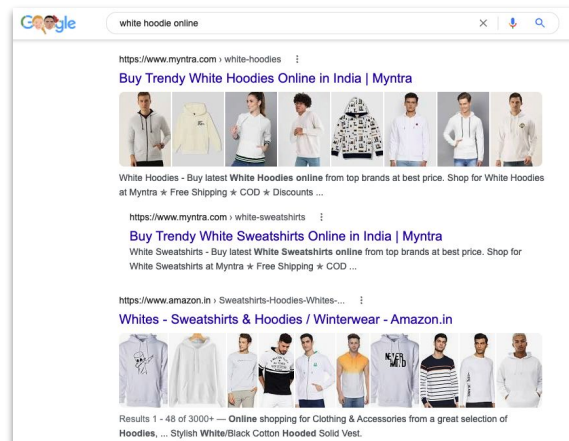 Google
white hoodie online
https://www.myntra.com › white-hoodies
Buy Trendy White Hoodies Online in India | Myntra
White Hoodies - Buy latest White Hoodies online from top brands at best price. Shop for White Hoodies
at Myntra ★ Free Shipping ★ COD ★ Discounts ...
https://www.myntra.com › white-sweatshirts
Buy Trendy White Sweatshirts Online in India | Myntra
White Sweatshirts - Buy latest White Sweatshirts online from top brands at best price. Shop for
White Sweatshirts at Myntra ★ Free Shipping ★ COD ...
https://www.amazon.in › Sweatshirts-Hoodies-Whites-...
Whites - Sweatshirts & Hoodies / Winterwear - Amazon.in
Results 1 - 48 of 3000+ — Online shopping for Clothing & Accessories from a great selection of
Hoodies, ... Stylish White/Black Cotton Hooded Solid Vest.